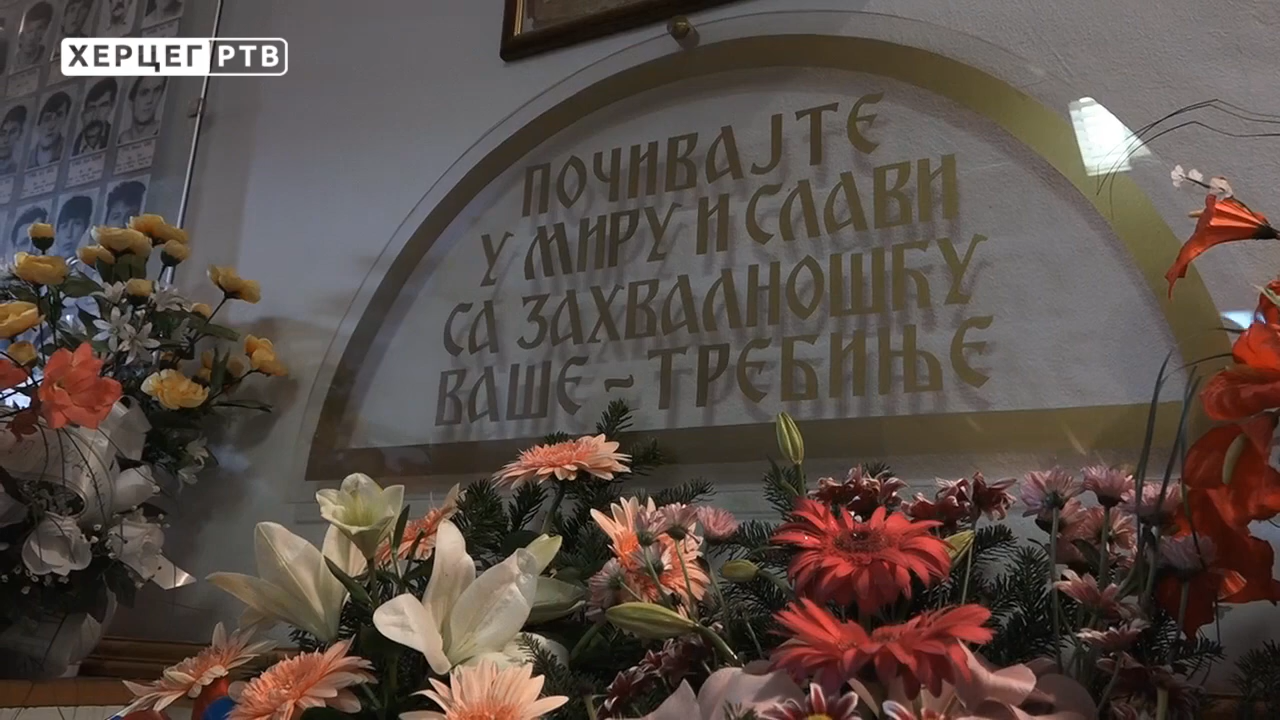 ХЕРЦЕГ РТВ
ПОЧИВАЈТЕ
У МИРУ И СЛАВИ
СА ЗАХВАЛНОШЋУ
ВАШЕ ~ ТРЕБИЊЕ